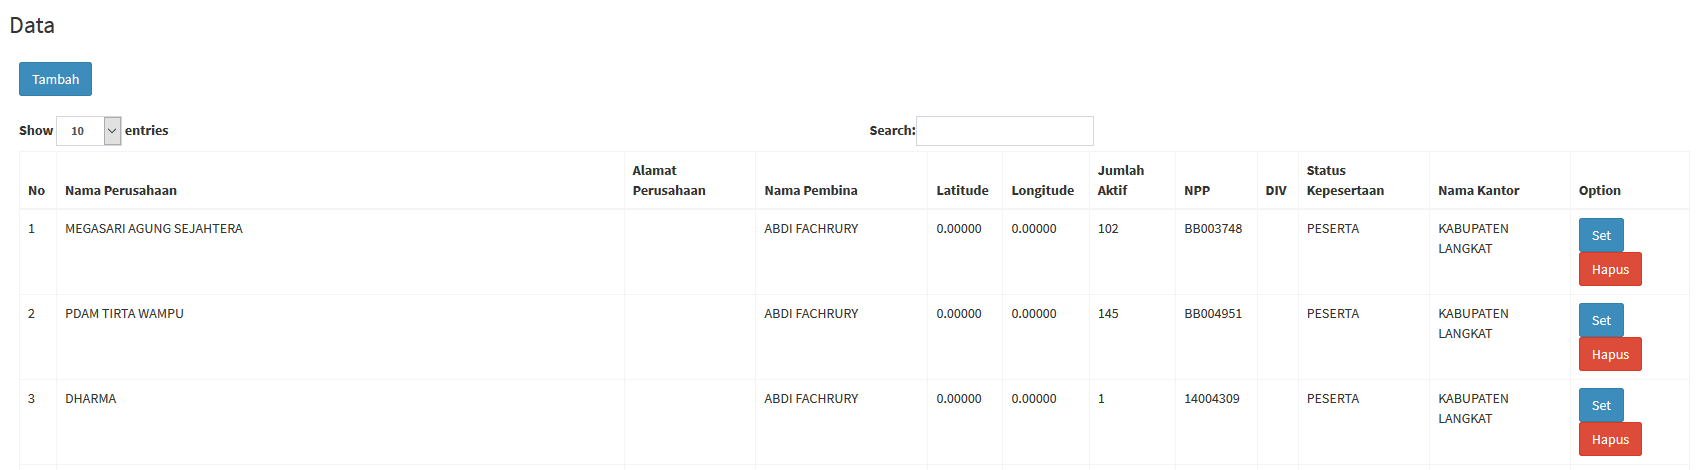 Data
Tambah
Show 10 entries Search:
No Nama Perusahaan Alamat Perusahaan Nama Pembina Latitude Longitude Jumlah Aktif NPP DIV Status Kepesertaan Nama Kantor Option
1 MEGASARI AGUNG SEJAHTERA ABDI FACHRURY 0.00000 0.00000 102 BB003748 PESERTA KABUPATEN LANGKAT Set
Hapus
2 PDAM TIRTA WAMPU ABDI FACHRURY 0.00000 0.00000 145 BB004951 PESERTA KABUPATEN LANGKAT Set
Hapus
3 DHARMA ABDI FACHRURY 0.00000 0.00000 1 14004309 PESERTA KABUPATEN LANGKAT Set
Hapus